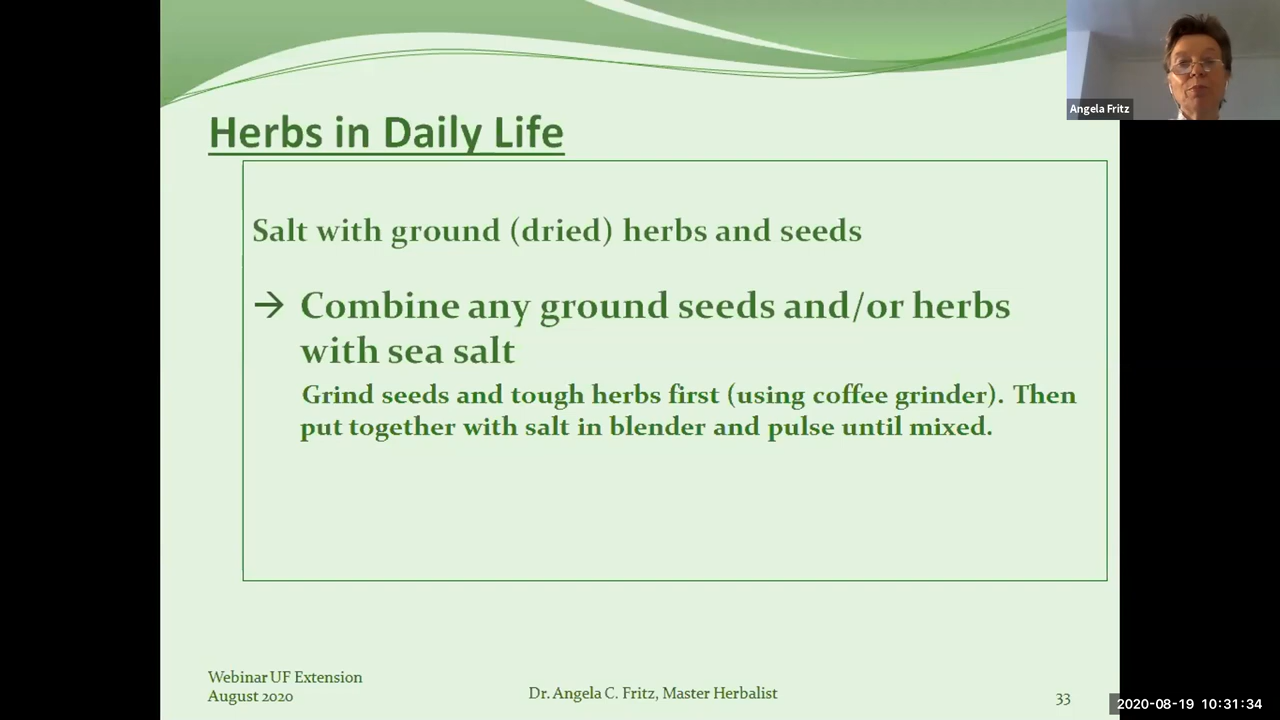 Angela Fritz
Herbs in Daily Life
Salt with ground (dried) herbs and seeds
→ Combine any ground seeds and/or herbs
with sea salt
Grind seeds and tough herbs first (using coffee grinder). Then
put together with salt in blender and pulse until mixed.
Webinar UF Extension
August 2020
Dr. Angela C. Fritz, Master Herbalist
33
2020-08-19 10:31:34